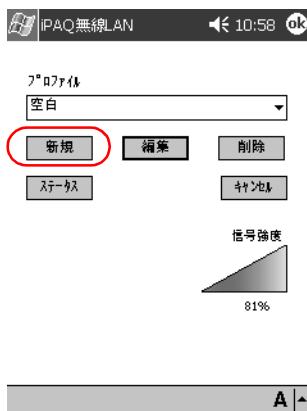 iPAQ無線LAN 10:58 ok
ﾌﾟﾛﾌｧｲﾙ
空白
新規 編集 削除
ｽﾃｰﾀｽ ｷｬﾝｾﾙ
信号強度
81%
A